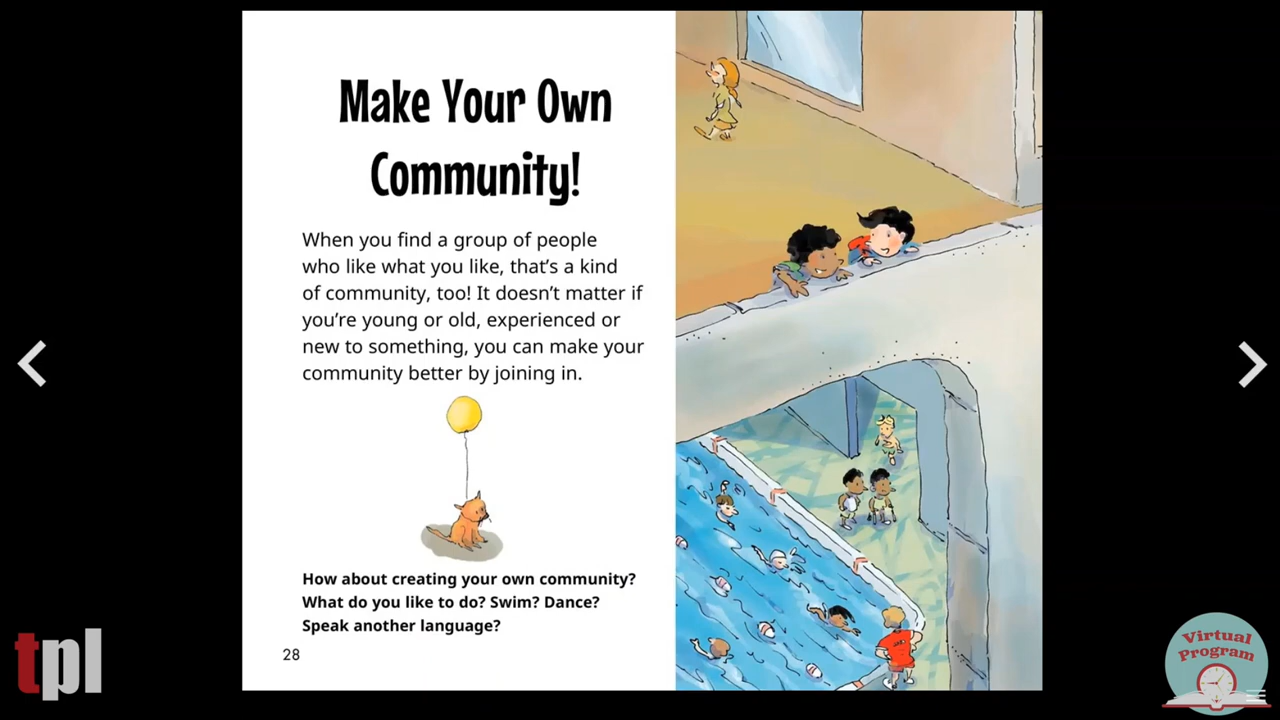 Make Your Own
Community!
When you find a group of people
who like what you like, that's a kind
of community, too! It doesn't matter if
you're young or old, experienced or
new to something, you can make your
community better by joining in.
How about creating your own community?
What do you like to do? Swim? Dance?
Speak another language?
28
tpl
Virtual
Program